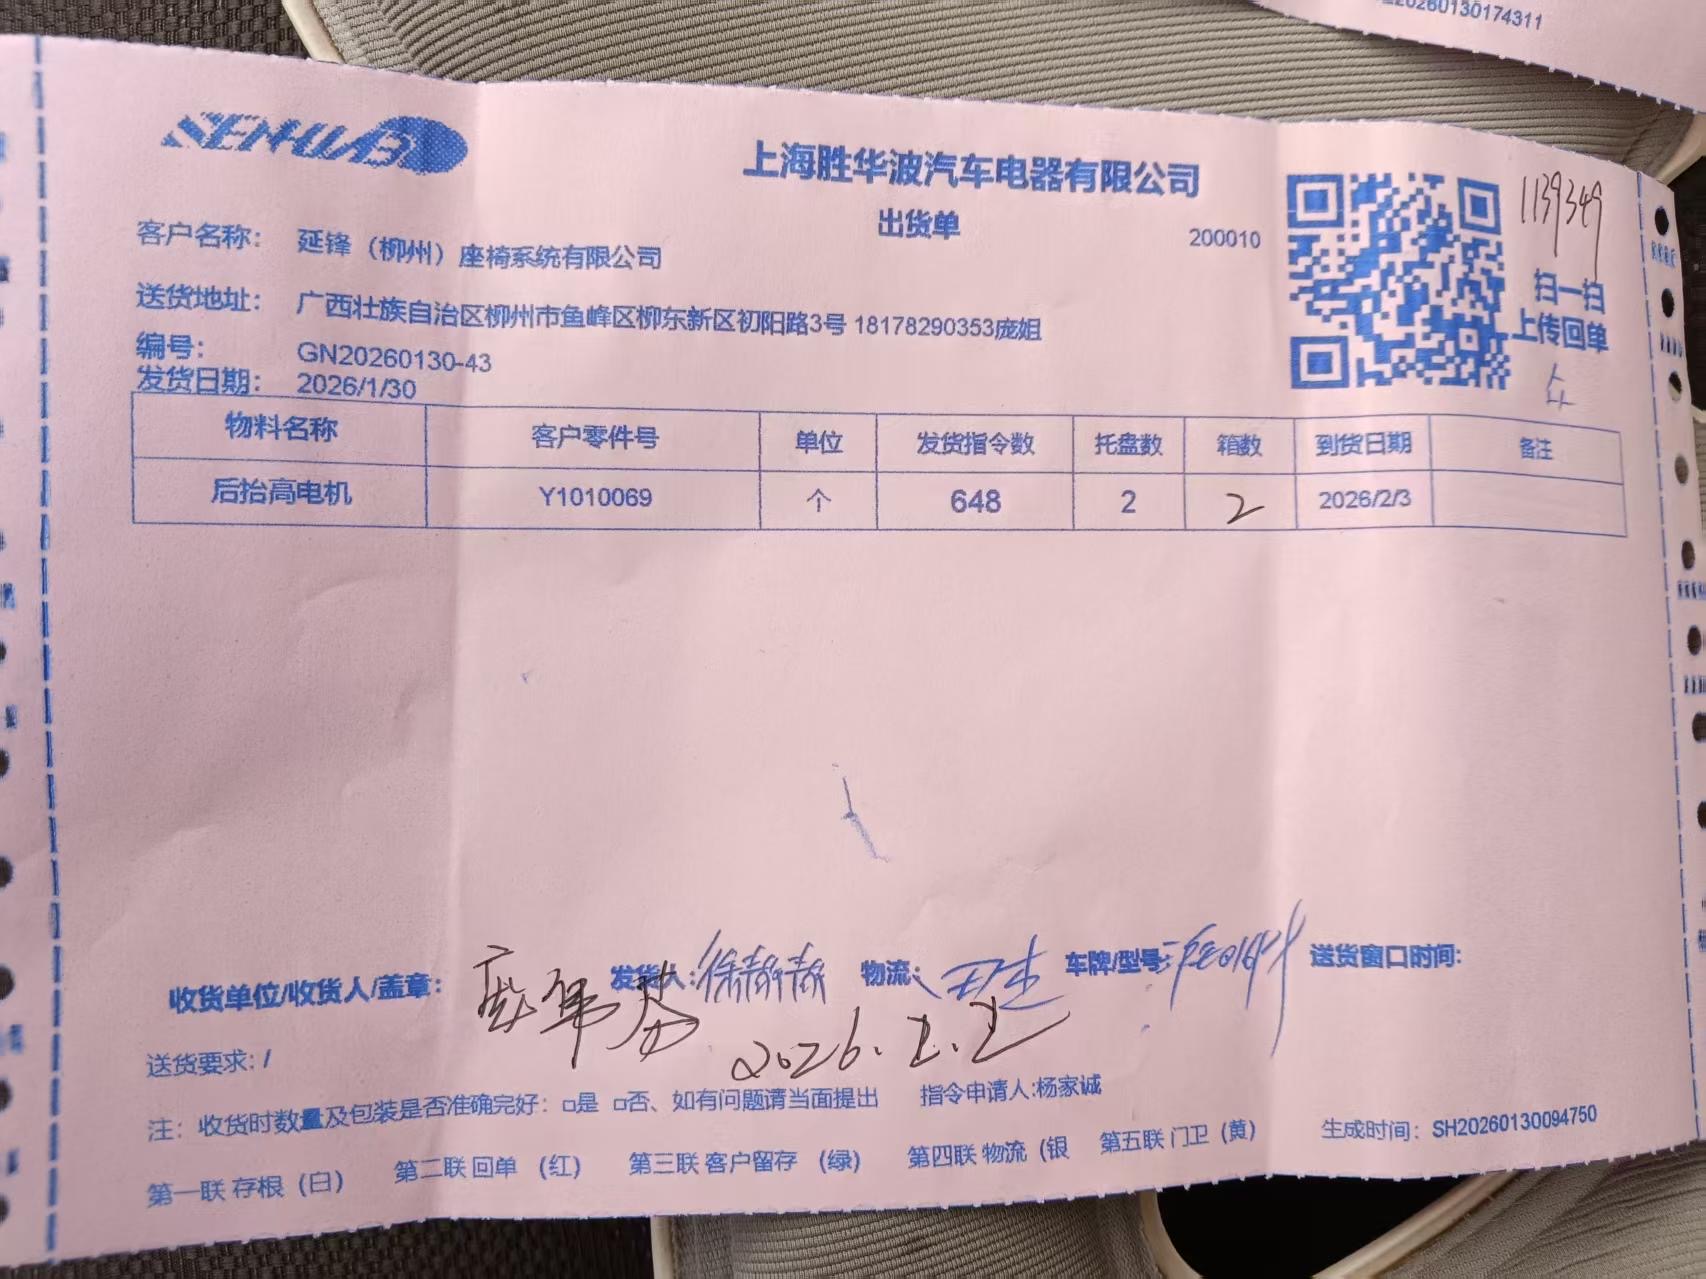 20260130174311
SENHUABO
上海胜华波汽车电器有限公司
出货单
200010
1139349
扫一扫
上传回单
客户名称： 延锋（柳州）座椅系统有限公司
送货地址： 广西壮族自治区柳州市鱼峰区柳东新区初阳路3号 18178290353庞姐
编号： GN20260130-43
发货日期： 2026/1/30
物料名称 客户零件号 单位 发货指令数 托盘数 箱数 到货日期 备注
后抬高电机 Y1010069 个 648 2 2 2026/2/3
收货单位/收货人/盖章： 发货人：徐静静 物流： 车牌/型号： 送货窗口时间：
2026.2.2
送货要求：/
注：收货时数量及包装是否准确完好：□是 □否、如有问题请当面提出 指令申请人:杨家诚
第一联 存根（白） 第二联 回单 （红） 第三联 客户留存 （绿） 第四联 物流（银 第五联 门卫（黄） 生成时间：SH20260130094750